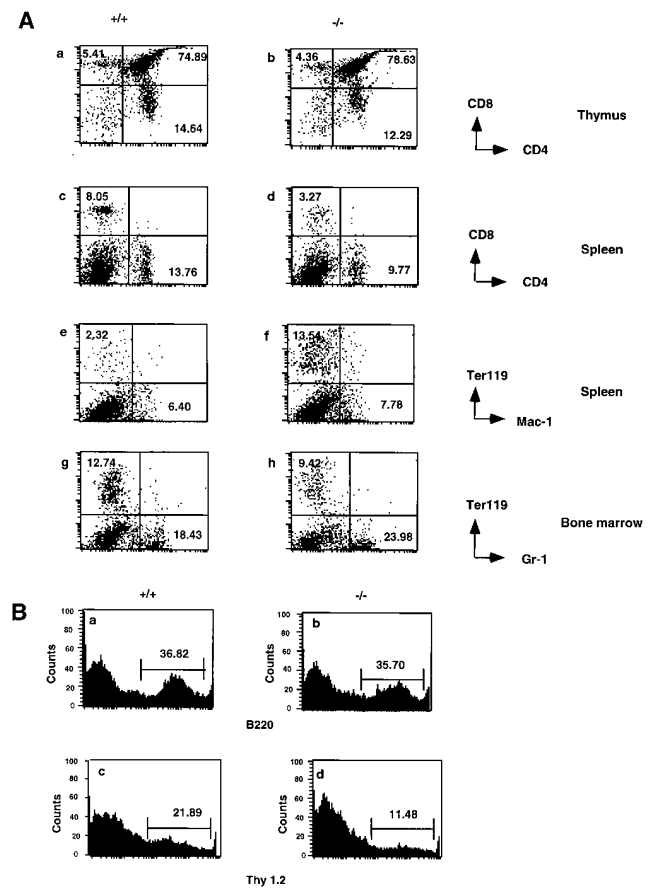 A
+/+ -/-
a 5.41 74.89 14.64
b 4.36 78.63 12.29
CD8 CD4 Thymus
c 8.05 13.76
d 3.27 9.77
CD8 CD4 Spleen
e 2.32 6.40
f 13.54 7.78
Ter119 Mac-1 Spleen
g 12.74 18.43
h 9.42 23.98
Ter119 Gr-1 Bone marrow
B
+/+ -/-
Counts 100 80 60 40 20 0 a 36.82
Counts 100 80 60 40 20 0 b 35.70
B220
Counts 100 80 60 40 20 0 c 21.89
Counts 100 80 60 40 20 0 d 11.48
Thy 1.2